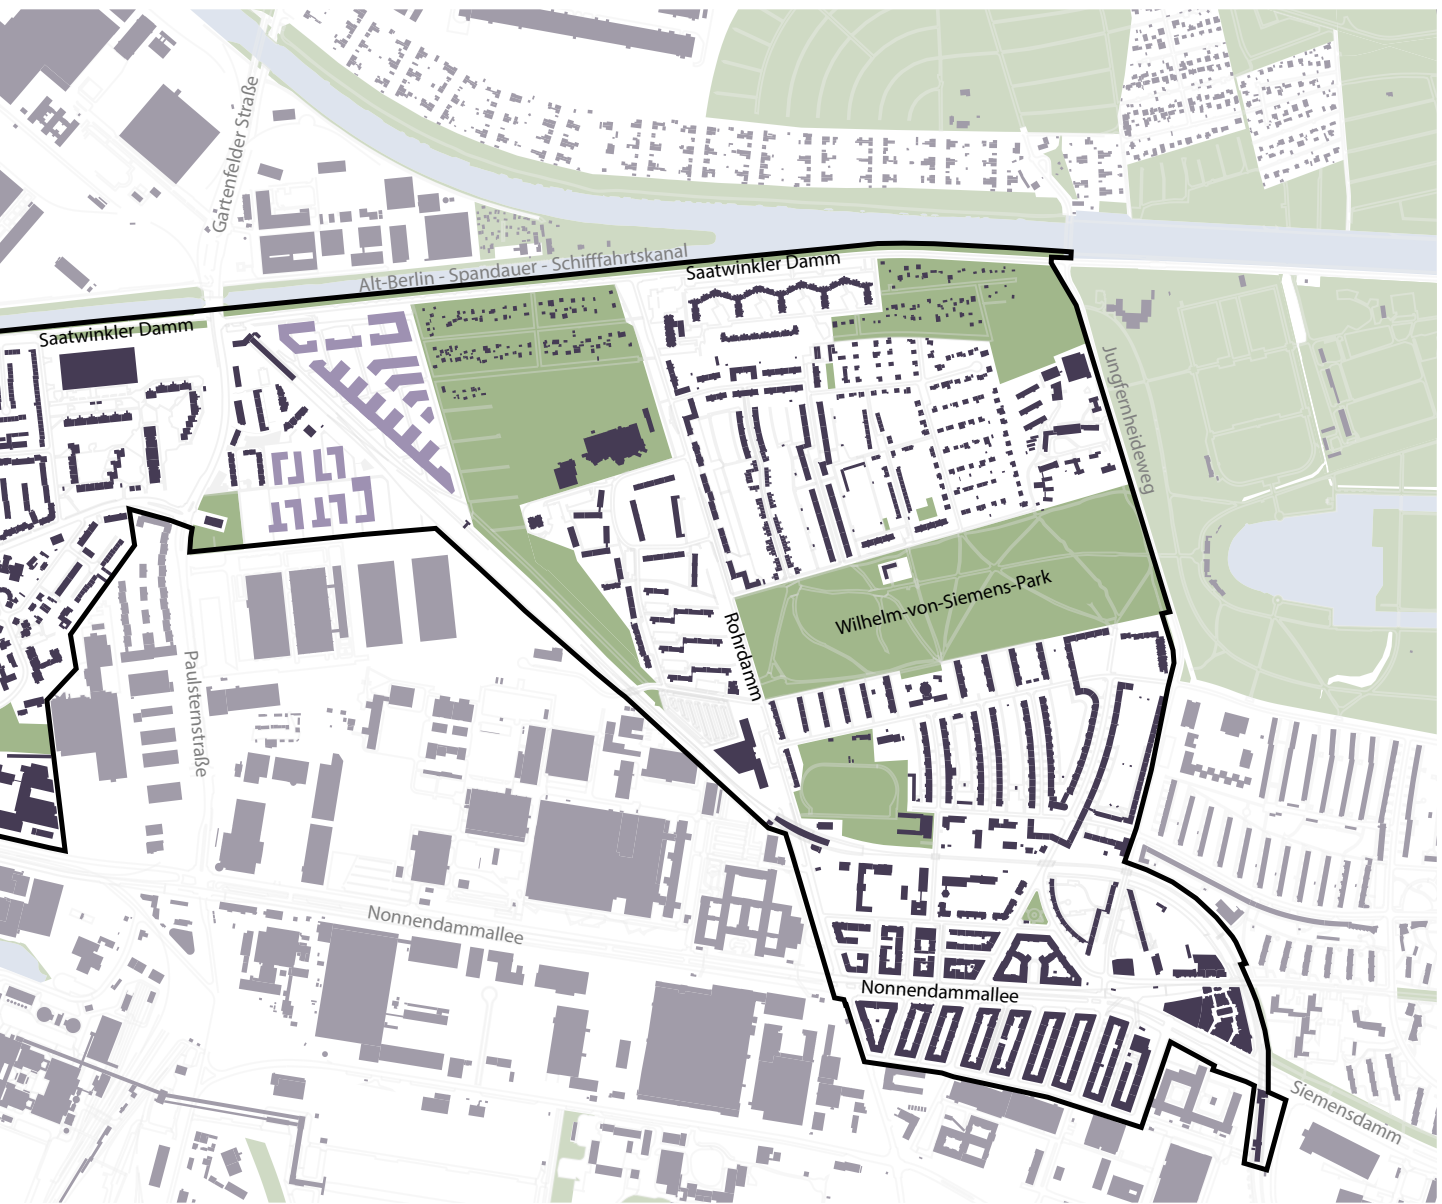 Gartenfelder Straße
Alt-Berlin - Spandauer - Schifffahrtskanal
Saatwinkler Damm
Saatwinkler Damm
Jungfernheideweg
Wilhelm-von-Siemens-Park
Rohrdamm
Paulsternstraße
Nonnendammallee
Nonnendammallee
Siemensdamm